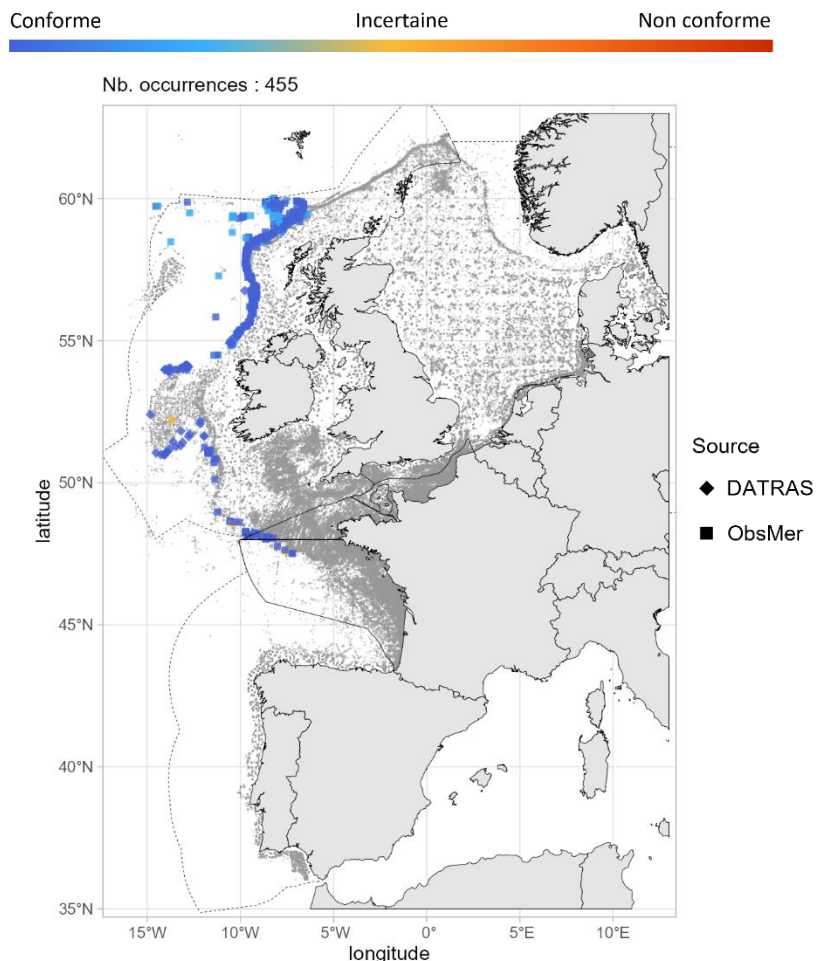 Conforme Incertaine Non conforme
Nb. occurrences : 455
60°N
55°N
50°N
45°N
40°N
35°N
latitude
15°W 10°W 5°W 0° 5°E 10°E
longitude
Source
DATRAS
ObsMer